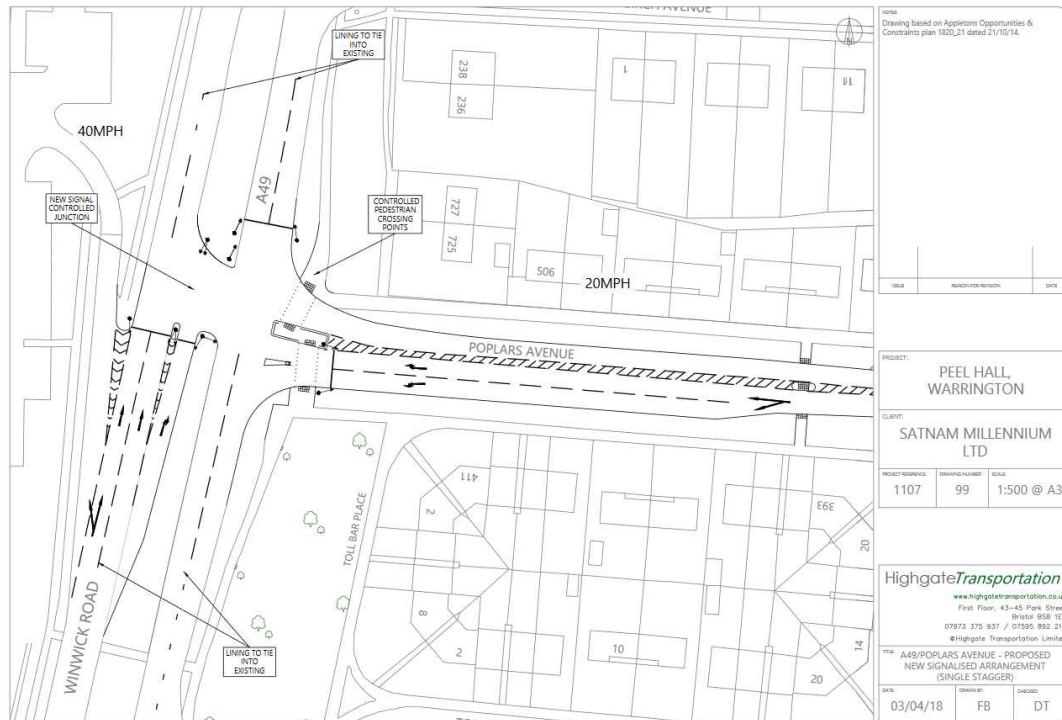 LINING TO TIE
INTO
EXISTING
40MPH
238
236
1
A49
NEW SIGNAL
CONTROLLED
JUNCTION
CONTROLLED
PEDESTRIAN
CROSSING
POINTS
727
725
506
20MPH
POPLARS AVENUE
411
2
393
20
TOLL BAR PLACE
8
2
10
14
20
WINWICK ROAD
LINING TO TIE
INTO
EXISTING
NOTES
Drawing based on Appletons Opportunities &
Constraints plan 1820_21 dated 21/10/14.
ISSUE REASON FOR REVISION DATE
PROJECT:
PEEL HALL,
WARRINGTON
CLIENT:
SATNAM MILLENNIUM
LTD
PROJECT REFERENCE DRAWING NUMBER SCALE
1107 99 1:500 @ A3
HighgateTransportation
www.highgatetransportation.co.u
First Floor, 43-45 Park Stree
Bristol BS8 1E
07973 375 937 / 07595 892 21
©Highgate Transportation Limite
TITLE
A49/POPLARS AVENUE - PROPOSED
NEW SIGNALISED ARRANGEMENT
(SINGLE STAGGER)
DATE DRAWN BY CHECKED
03/04/18 FB DT